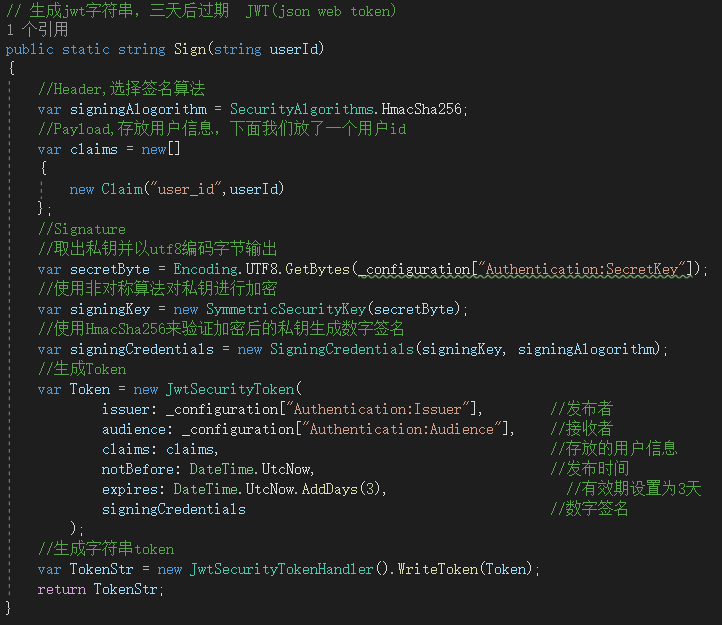 // 生成jwt字符串，三天后过期  JWT(json web token)
1 个引用
public static string Sign(string userId)
{
    //Header,选择签名算法
    var signingAlogorithm = SecurityAlgorithms.HmacSha256;
    //Payload,存放用户信息，下面我们放了一个用户id
    var claims = new[]
    {
        new Claim("user_id",userId)
    };
    //Signature
    //取出私钥并以utf8编码字节输出
    var secretByte = Encoding.UTF8.GetBytes(_configuration["Authentication:SecretKey"]);
    //使用非对称算法对私钥进行加密
    var signingKey = new SymmetricSecurityKey(secretByte);
    //使用HmacSha256来验证加密后的私钥生成数字签名
    var signingCredentials = new SigningCredentials(signingKey, signingAlogorithm);
    //生成Token
    var Token = new JwtSecurityToken(
            issuer: _configuration["Authentication:Issuer"],        //发布者
            audience: _configuration["Authentication:Audience"],    //接收者
            claims: claims,                                         //存放的用户信息
            notBefore: DateTime.UtcNow,                             //发布时间
            expires: DateTime.UtcNow.AddDays(3),                      //有效期设置为3天
            signingCredentials                                      //数字签名
        );
    //生成字符串token
    var TokenStr = new JwtSecurityTokenHandler().WriteToken(Token);
    return TokenStr;
}